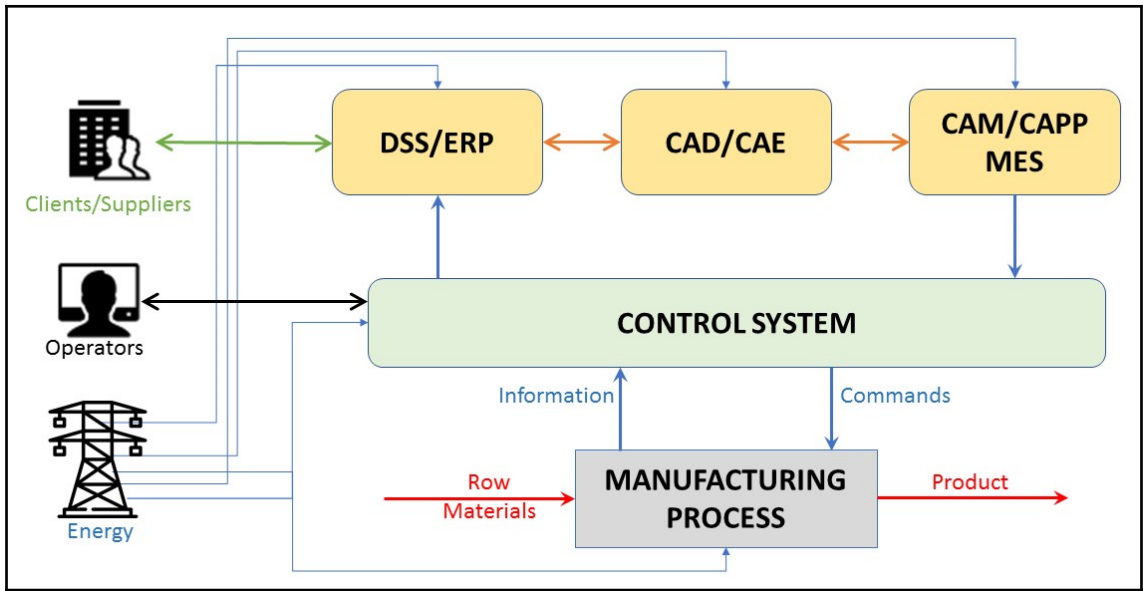 DSS/ERP
CAD/CAE
CAM/CAPP
MES
Clients/Suppliers
Operators
CONTROL SYSTEM
Information
Commands
Energy
Row
Materials
MANUFACTURING
PROCESS
Product